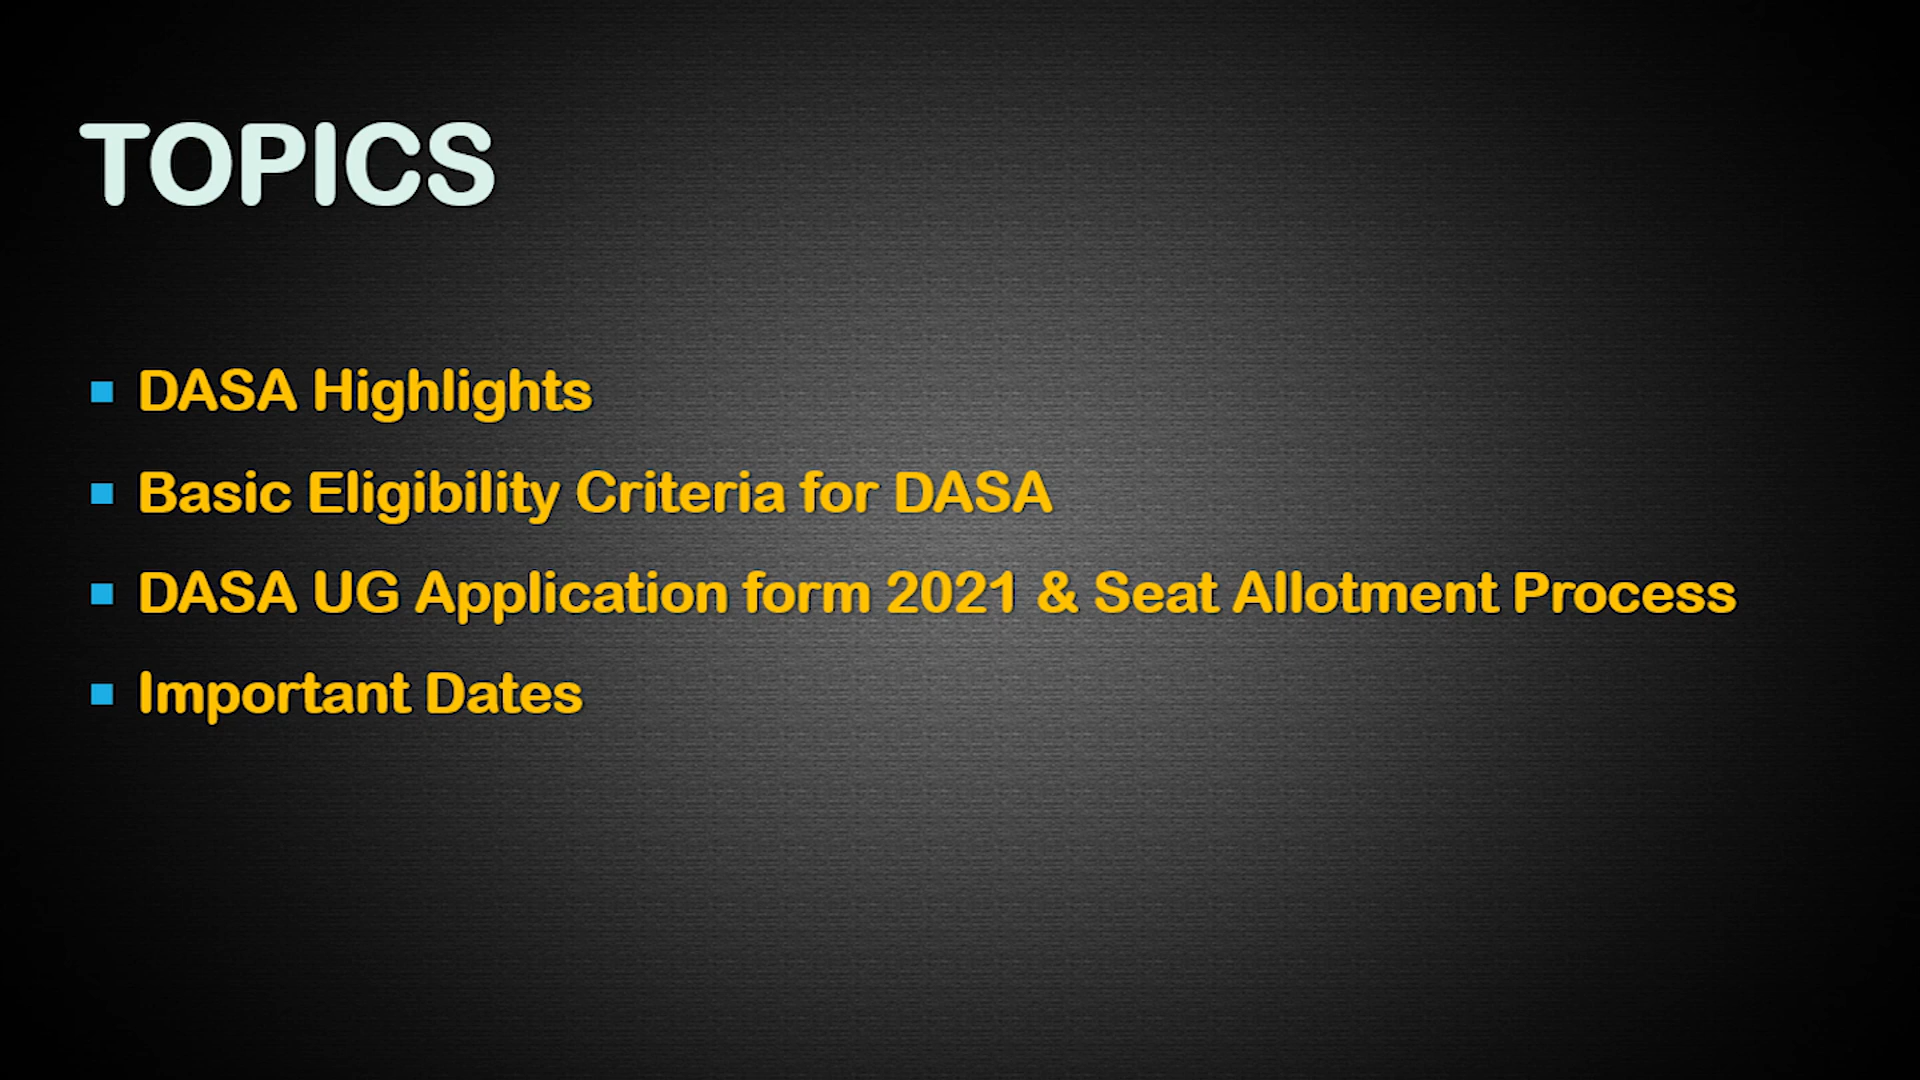 TOPICS
DASA Highlights
Basic Eligibility Criteria for DASA
DASA UG Application form 2021 & Seat Allotment Process
Important Dates